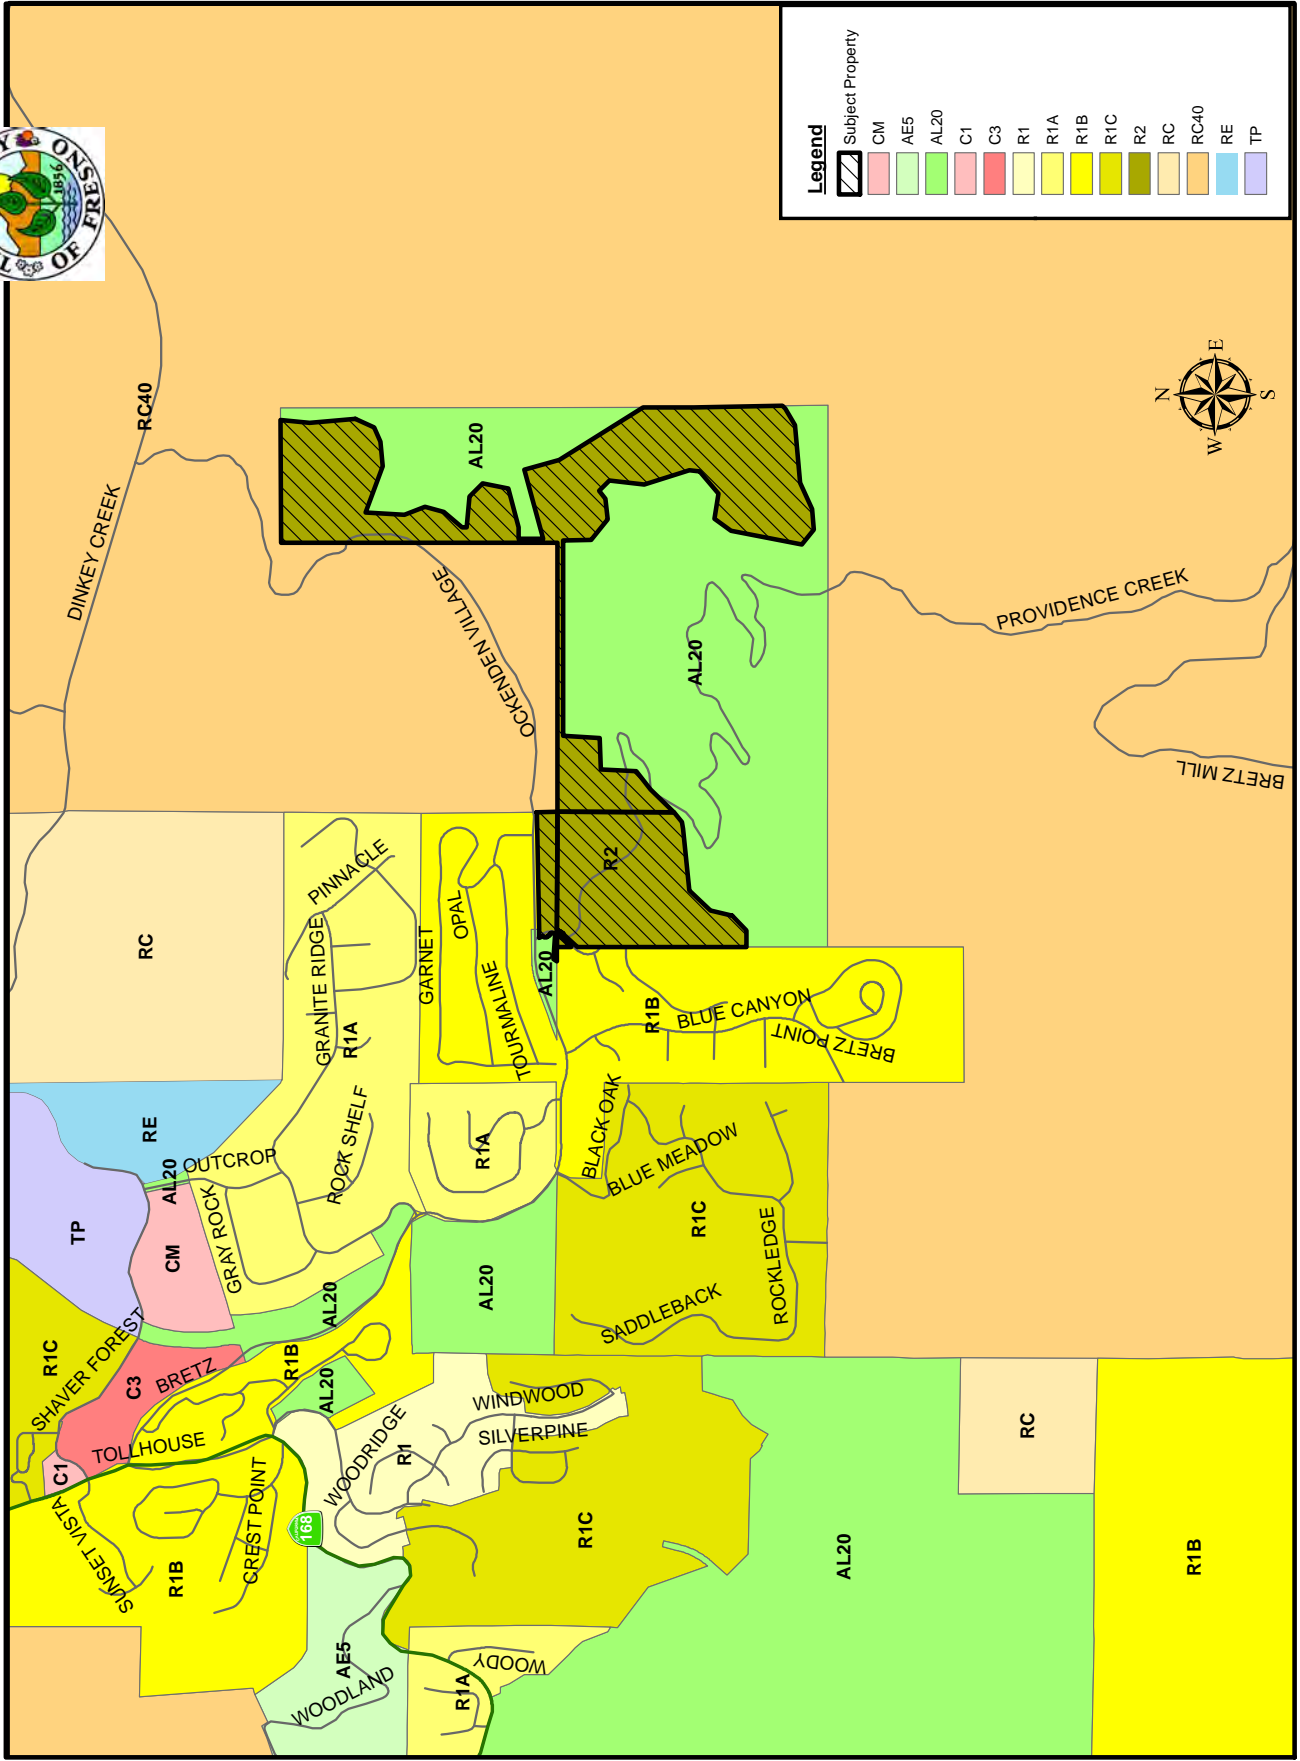 Y
OF FRESNO
1856
L
Legend
Subject Property
CM
AE5
AL20
C1
C3
R1
R1A
R1B
R1C
R2
RC
RC40
RE
TP
RC40
DINKEY CREEK
OCKENDEN VILLAGE
AL20
AL20
PROVIDENCE CREEK
BRETZ MILL
N
E
S
W
RC
PINNACLE
GRANITE RIDGE
R1A
GARNET
OPAL
TOURMALINE
AL20
R2
R1B
BLUE CANYON
BRETZ POINT
RE
TP
AL20
OUTCROP
CM
GRAY ROCK
ROCK SHELF
R1A
BLACK OAK
BLUE MEADOW
R1C
ROCKLEDGE
SADDLEBACK
AL20
AL20
R1C
SHAVER FOREST
C3
BRETZ
R1B
AL20
C1
TOLLHOUSE
SUNSET VISTA
R1B
CREST POINT
168
WOODRIDGE
R1
WINDWOOD
SILVERPINE
R1C
AE5
WOODLAND
R1A
WOODY
AL20
RC
R1B